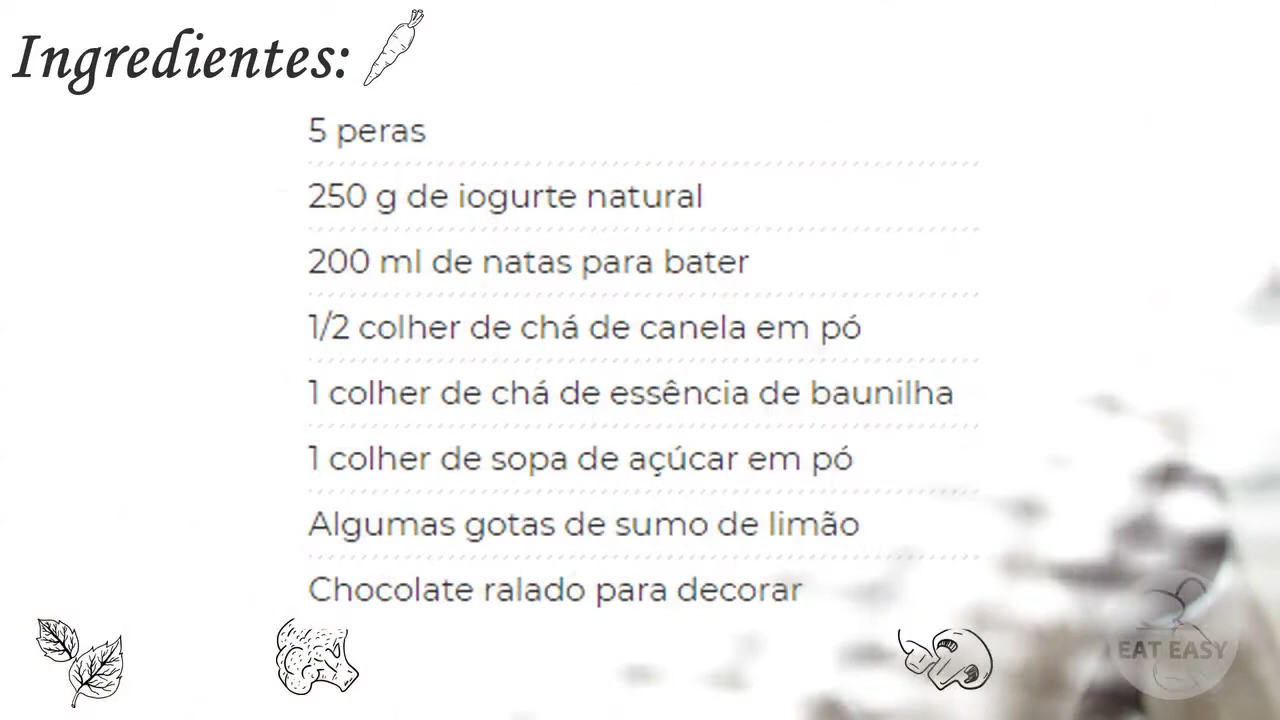 Ingredientes:
5 peras
250 g de iogurte natural
200 ml de natas para bater
1/2 colher de chá de canela em pó
1 colher de chá de essência de baunilha
1 colher de sopa de açúcar em pó
Algumas gotas de sumo de limão
Chocolate ralado para decorar
EAT EASY